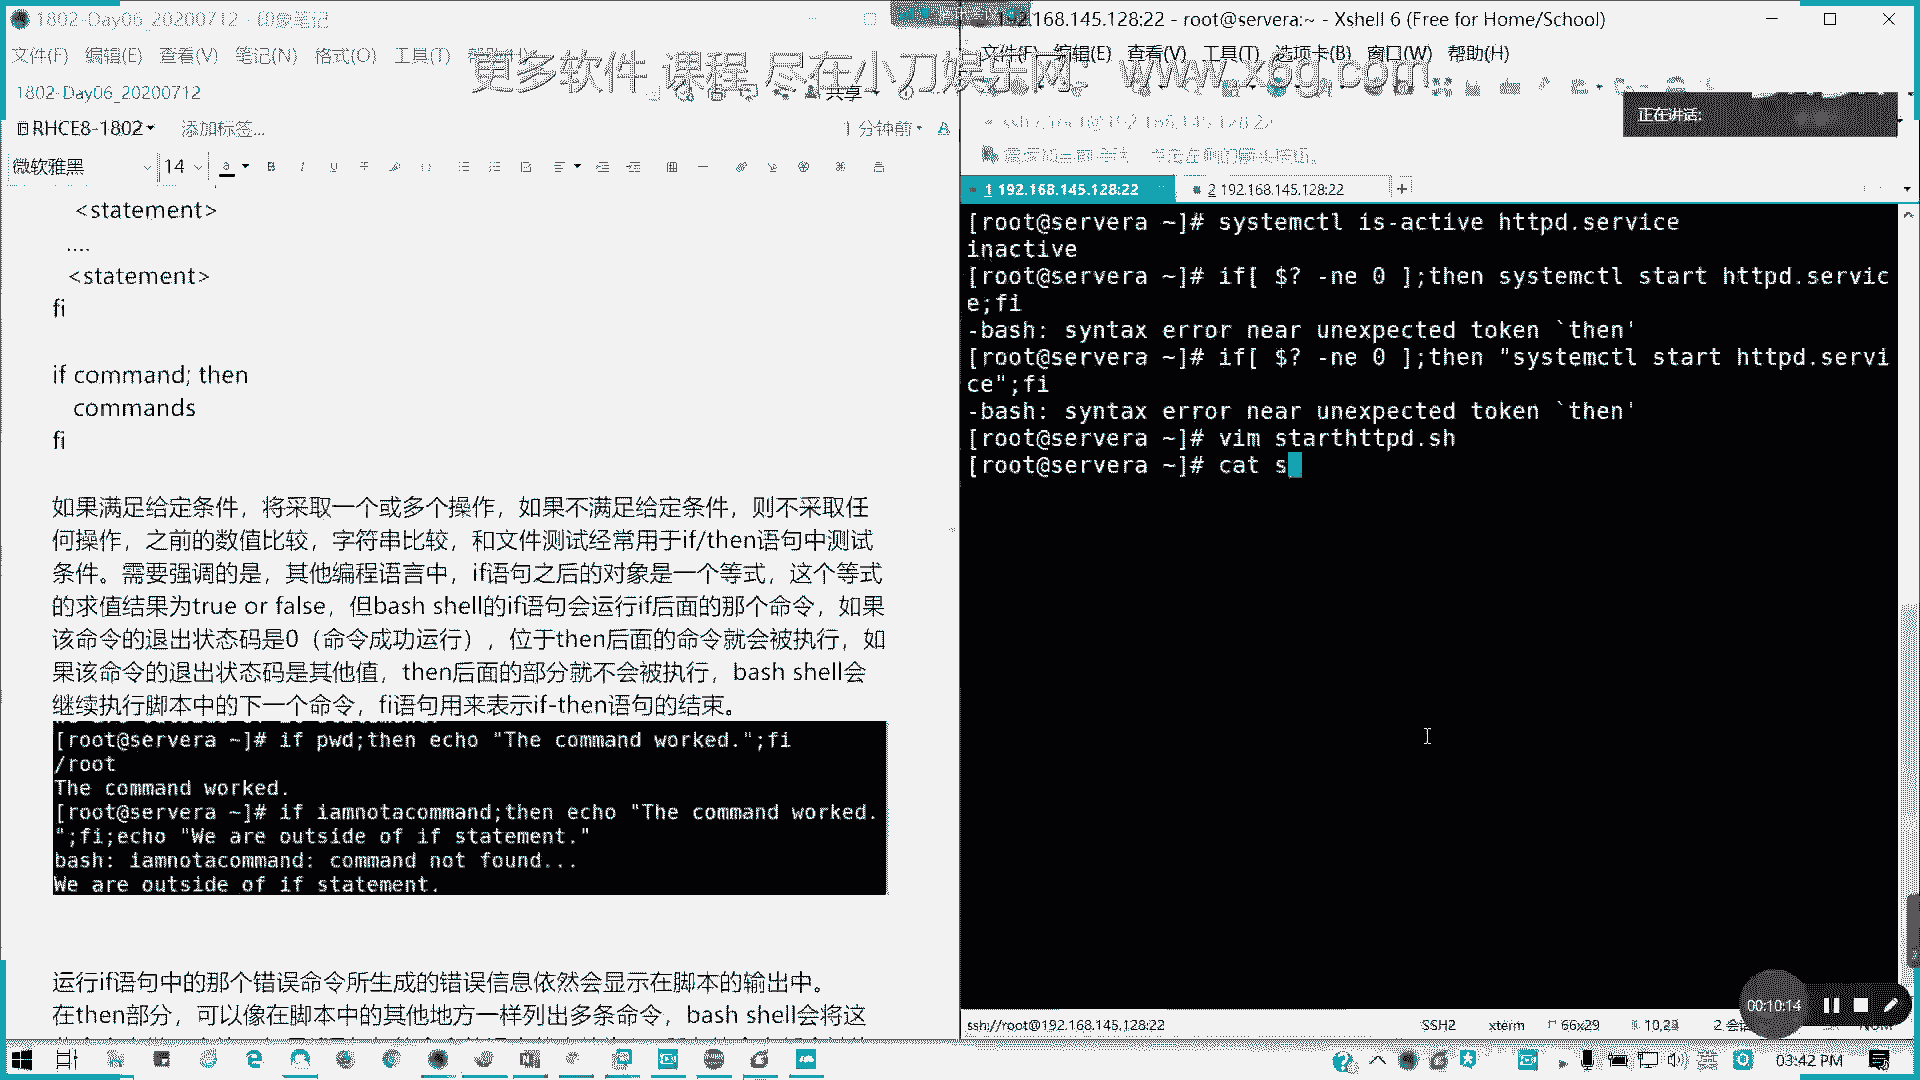 1802-Day06_20200712 - 印象笔记
文件(F) 编辑(E) 查看(V) 笔记(N) 格式(O) 工具(T) 帮助(H)
1802-Day06_20200712
共享
RHCE8-1802 添加标签...
1 分钟前
微软雅黑 14
<statement>
....
<statement>
fi
if command; then
commands
fi
如果满足给定条件，将采取一个或多个操作，如果不满足给定条件，则不采取任
何操作，之前的数值比较，字符串比较，和文件测试经常用于if/then语句中测试
条件。需要强调的是，其他编程语言中，if语句之后的对象是一个等式，这个等式
的求值结果为true or false，但bash shell的if语句会运行if后面的那个命令，如果
该命令的退出状态码是0（命令成功运行），位于then后面的命令就会被执行，如
果该命令的退出状态码是其他值，then后面的部分就不会被执行，bash shell会
继续执行脚本中的下一个命令，fi语句用来表示if-then语句的结束。
[root@servera ~]# if pwd;then echo "The command worked.";fi
/root
The command worked.
[root@servera ~]# if iamnotacommand;then echo "The command worked.
";fi;echo "We are outside of if statement."
bash: iamnotacommand: command not found...
We are outside of if statement.
运行if语句中的那个错误命令所生成的错误信息依然会显示在脚本的输出中。
在then部分，可以像在脚本中的其他地方一样列出多条命令，bash shell会将这
更多软件 课程 尽在小刀娱乐网：www.x6g.com
192.168.145.128:22 - root@servera:~ - Xshell 6 (Free for Home/School)
文件(F) 编辑(E) 查看(V) 工具(T) 选项卡(B) 窗口(W) 帮助(H)
正在讲话:
ssh://root@192.168.145.128:22
1 192.168.145.128:22
2 192.168.145.128:22
[root@servera ~]# systemctl is-active httpd.service
inactive
[root@servera ~]# if[ $? -ne 0 ];then systemctl start httpd.servic
e;fi
-bash: syntax error near unexpected token `then'
[root@servera ~]# if[ $? -ne 0 ];then "systemctl start httpd.servi
ce";fi
-bash: syntax error near unexpected token `then'
[root@servera ~]# vim starthttpd.sh
[root@servera ~]# cat s
00:10:14
ssh://root@192.168.145.128:22 SSH2 xterm 66x29 10,23
03:42 PM